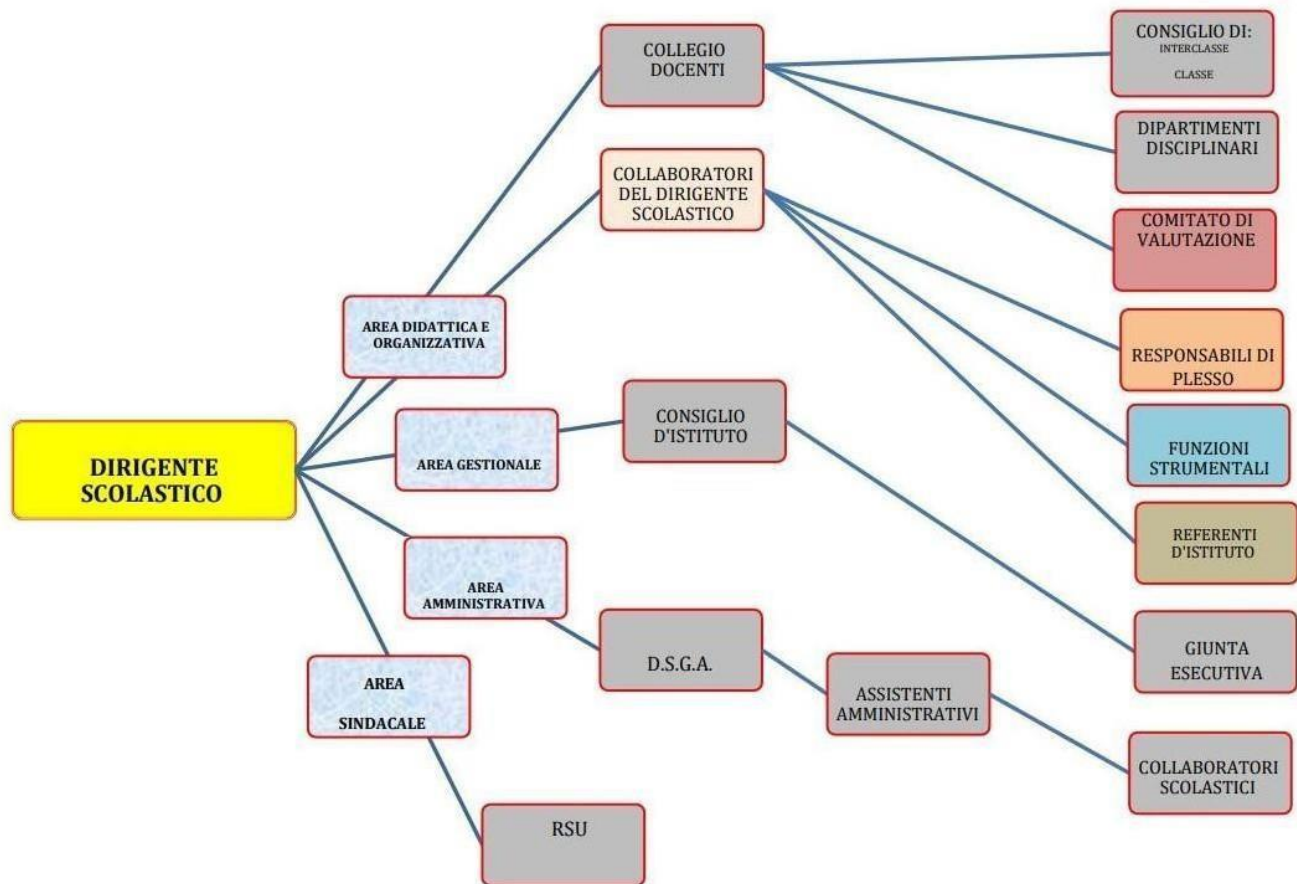 COLLEGIO
DOCENTI
CONSIGLIO DI:
INTERCLASSE
CLASSE
DIPARTIMENTI
DISCIPLINARI
COLLABORATORI
DEL DIRIGENTE
SCOLASTICO
COMITATO DI
VALUTAZIONE
AREA DIDATTICA E
ORGANIZZATIVA
RESPONSABILI DI
PLESSO
CONSIGLIO
D'ISTITUTO
AREA GESTIONALE
FUNZIONI
STRUMENTALI
DIRIGENTE
SCOLASTICO
REFERENTI
D'ISTITUTO
AREA
AMMINISTRATIVA
D.S.G.A.
GIUNTA
ESECUTIVA
AREA
SINDACALE
ASSISTENTI
AMMINISTRATIVI
COLLABORATORI
SCOLASTICI
RSU